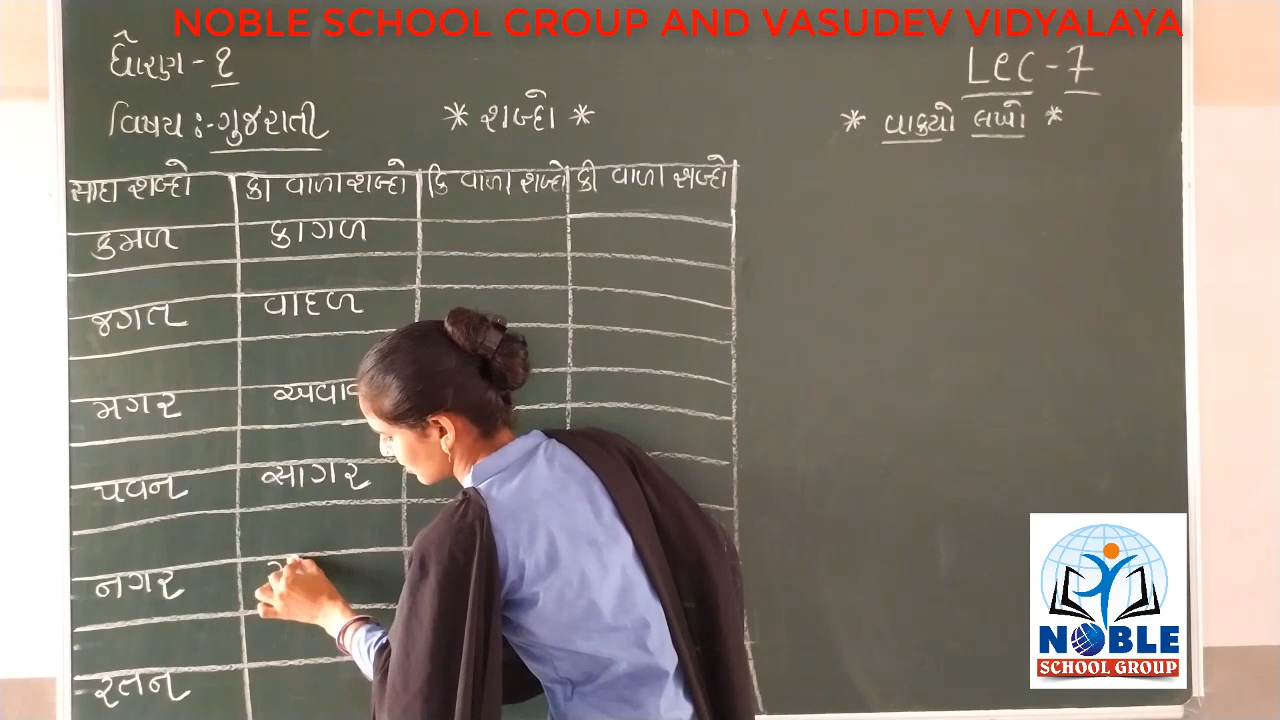 NOBLE SCHOOL GROUP AND VASUDEV VIDYALAYA
ધોરણ - ૧
Lec - 7
વિષય :- ગુજરાતી
* શબ્દો *
* વાક્યો લખો *
સાદા શબ્દો કા વાળા શબ્દો કિ વાળા શબ્દો કી વાળા શબ્દો
કમળ કાગળ
જગત વાદળ
મગર
પવન સાગર
નગર
રતન
NOBLE
SCHOOL GROUP